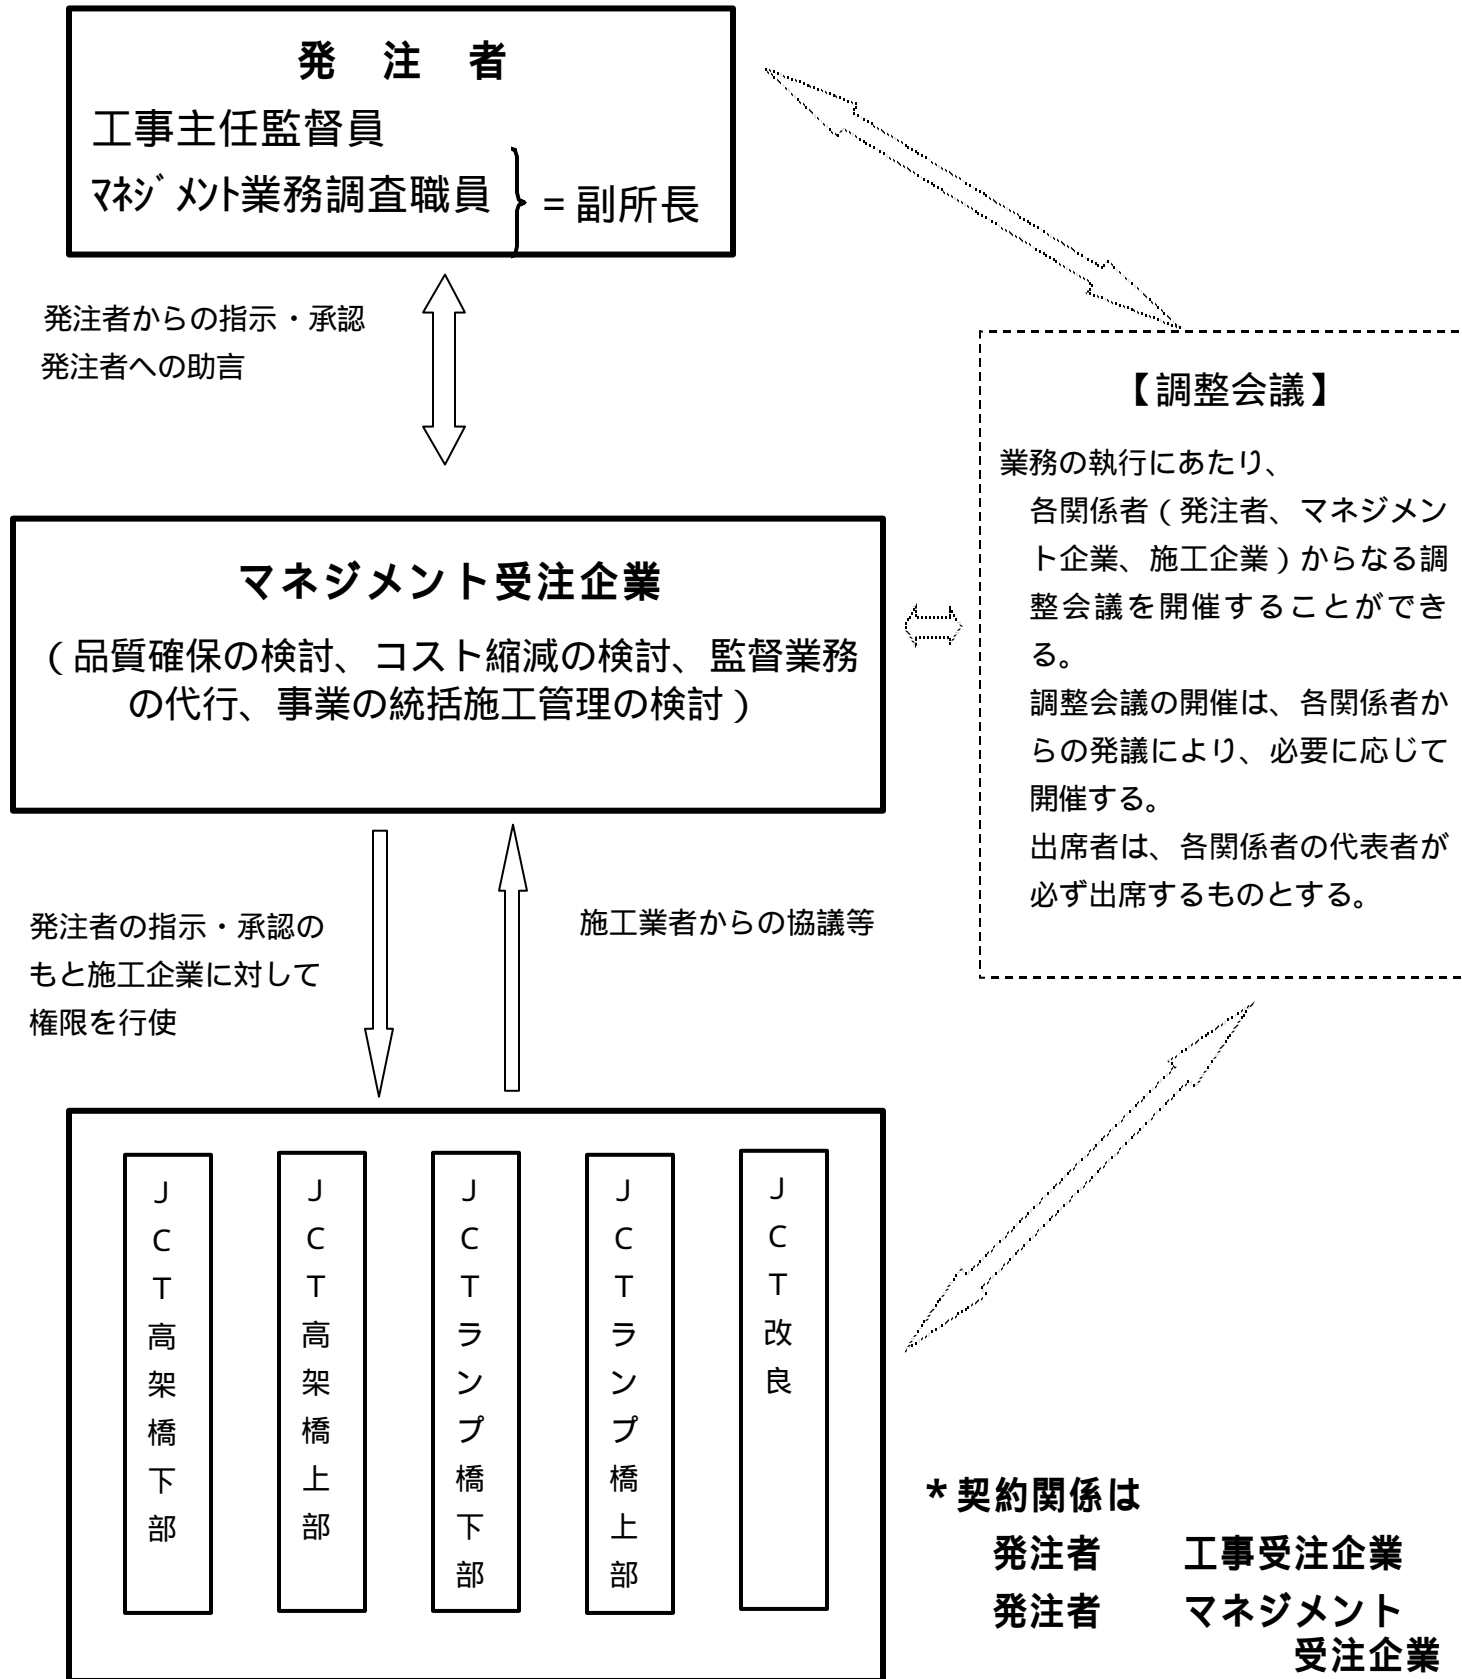 発　注　者
工事主任監督員
ﾏﾈｼﾞﾒﾝﾄ業務調査職員
= 副所長
発注者からの指示・承認
発注者への助言
【調整会議】
業務の執行にあたり、
各関係者（発注者、マネジメン
ト企業、施工企業）からなる調
整会議を開催することができ
る。
調整会議の開催は、各関係者か
らの発議により、必要に応じて
開催する。
出席者は、各関係者の代表者が
必ず出席するものとする。
マネジメント受注企業
（品質確保の検討、コスト縮減の検討、監督業務
の代行、事業の統括施工管理の検討）
発注者の指示・承認の
もと施工企業に対して
権限を行使
施工業者からの協議等
ＪＣＴ高架橋下部
ＪＣＴ高架橋上部
ＪＣＴランプ橋下部
ＪＣＴランプ橋上部
ＪＣＴ改良
*契約関係は
発注者　　工事受注企業
発注者　　マネジメント
受注企業